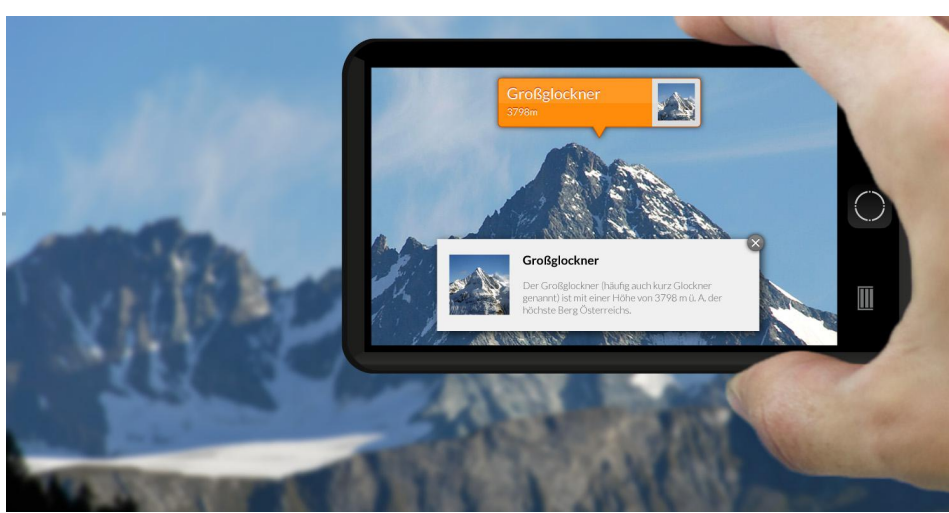 Großglockner
3798m
Großglockner
Der Großglockner (häufig auch kurz Glockner
genannt) ist mit einer Höhe von 3798 m ü. A. der
höchste Berg Österreichs.